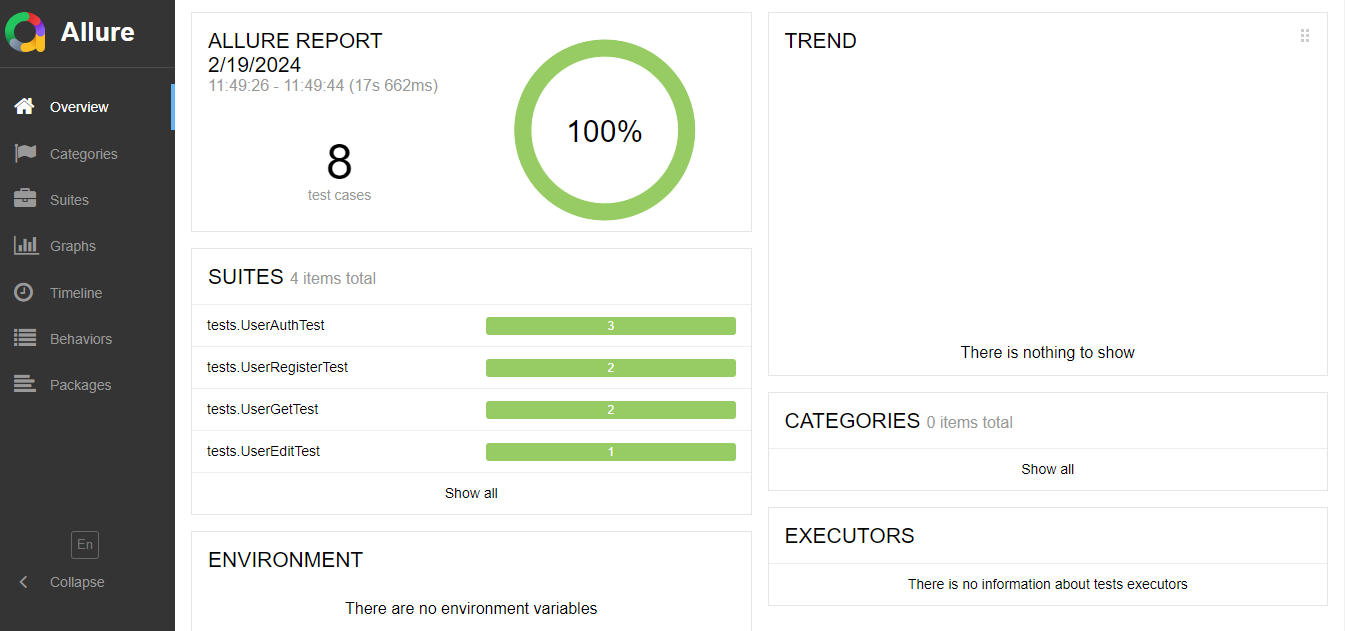 Allure
Overview
Categories
Suites
Graphs
Timeline
Behaviors
Packages
En
Collapse
ALLURE REPORT
2/19/2024
11:49:26 - 11:49:44 (17s 662ms)
8
test cases
100%
SUITES 4 items total
tests.UserAuthTest 3
tests.UserRegisterTest 2
tests.UserGetTest 2
tests.UserEditTest 1
Show all
ENVIRONMENT
There are no environment variables
TREND
There is nothing to show
CATEGORIES 0 items total
Show all
EXECUTORS
There is no information about tests executors